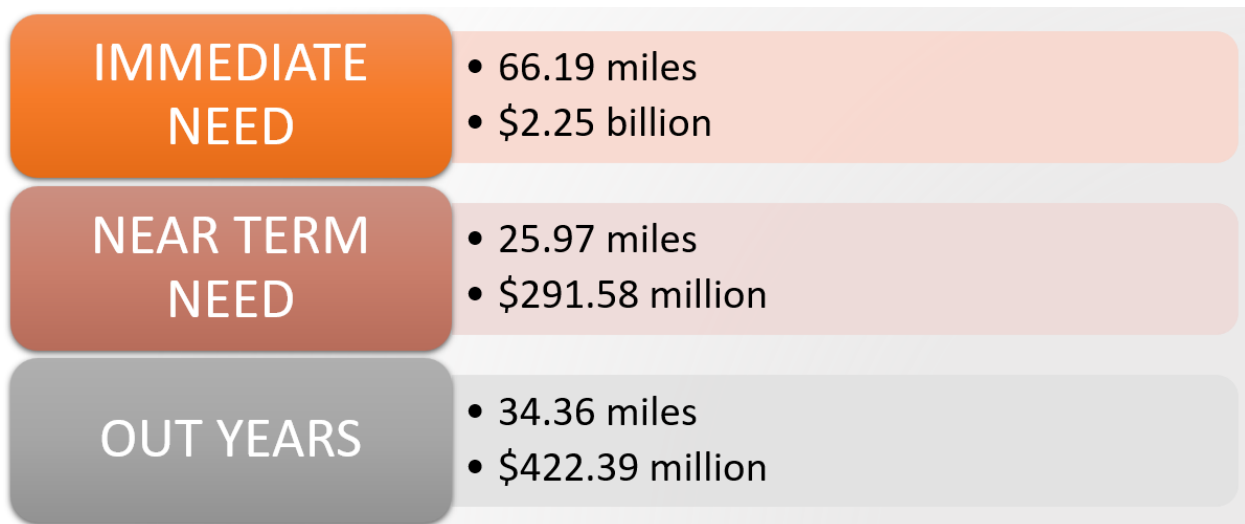 IMMEDIATE
NEED
• 66.19 miles
• $2.25 billion
NEAR TERM
NEED
• 25.97 miles
• $291.58 million
OUT YEARS
• 34.36 miles
• $422.39 million